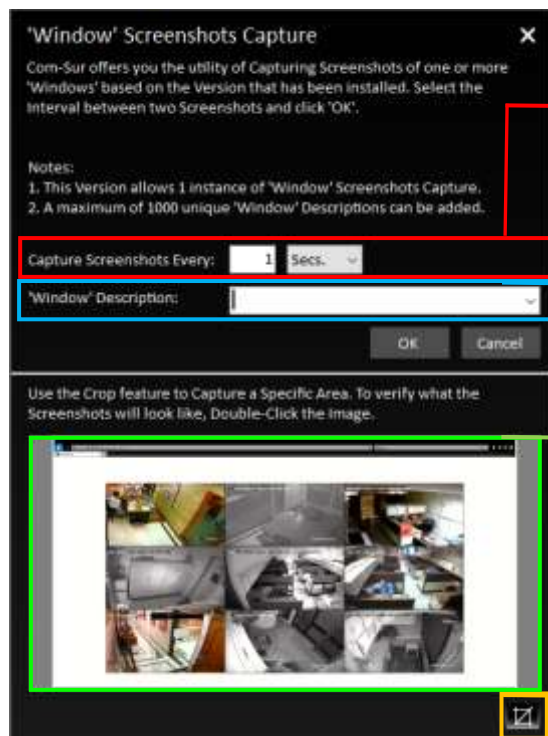 'Window' Screenshots Capture
Com-Sur offers you the utility of Capturing Screenshots of one or more
'Windows' based on the Version that has been installed. Select the
Interval between two Screenshots and click 'OK'.
Notes:
1. This Version allows 1 instance of 'Window' Screenshots Capture.
2. A maximum of 1000 unique 'Window' Descriptions can be added.
Capture Screenshots Every: 1 Secs.
'Window' Description:
OK Cancel
Use the Crop feature to Capture a Specific Area. To verify what the
Screenshots will look like, Double-Click the Image.